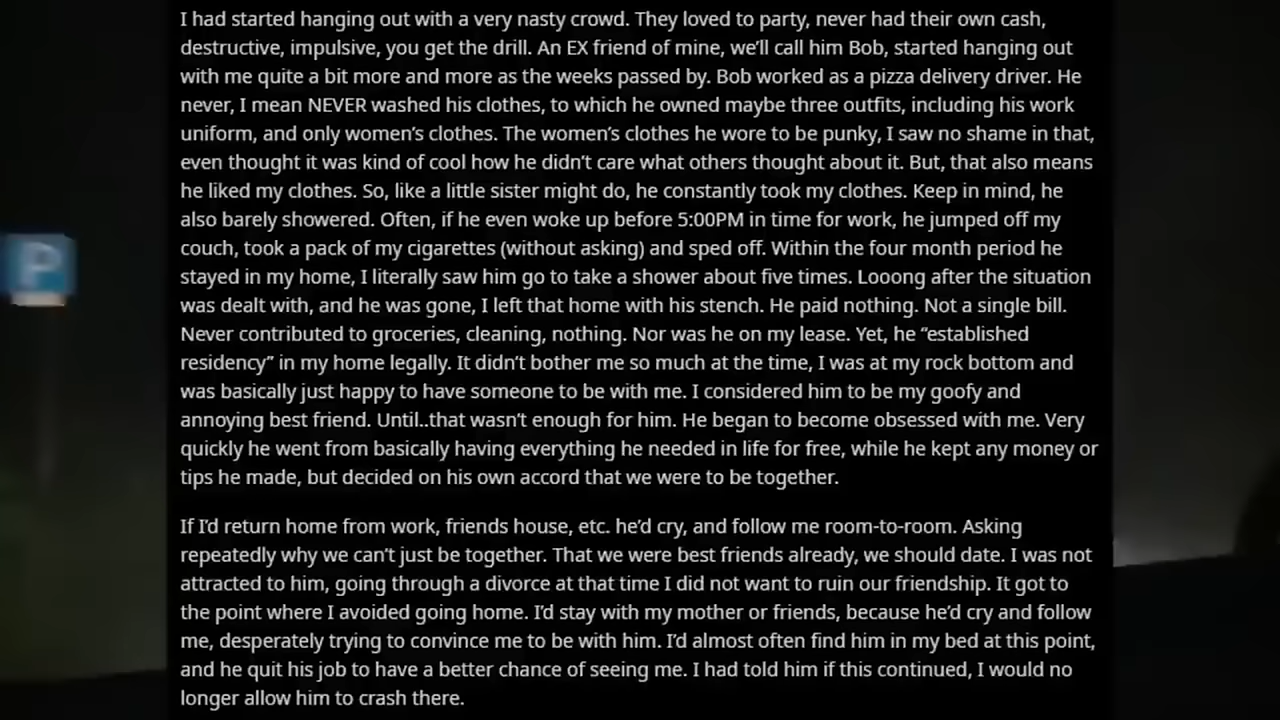 I had started hanging out with a very nasty crowd. They loved to party, never had their own cash,
destructive, impulsive, you get the drill. An EX friend of mine, we'll call him Bob, started hanging out
with me quite a bit more and more as the weeks passed by. Bob worked as a pizza delivery driver. He
never, I mean NEVER washed his clothes, to which he owned maybe three outfits, including his work
uniform, and only women's clothes. The women's clothes he wore to be punky, I saw no shame in that,
even thought it was kind of cool how he didn't care what others thought about it. But, that also means
he liked my clothes. So, like a little sister might do, he constantly took my clothes. Keep in mind, he
also barely showered. Often, if he even woke up before 5:00PM in time for work, he jumped off my
couch, took a pack of my cigarettes (without asking) and sped off. Within the four month period he
stayed in my home, I literally saw him go to take a shower about five times. Looong after the situation
was dealt with, and he was gone, I left that home with his stench. He paid nothing. Not a single bill.
Never contributed to groceries, cleaning, nothing. Nor was he on my lease. Yet, he “established
residency” in my home legally. It didn't bother me so much at the time, I was at my rock bottom and
was basically just happy to have someone to be with me. I considered him to be my goofy and
annoying best friend. Until..that wasn't enough for him. He began to become obsessed with me. Very
quickly he went from basically having everything he needed in life for free, while he kept any money or
tips he made, but decided on his own accord that we were to be together.
If I'd return home from work, friends house, etc. he'd cry, and follow me room-to-room. Asking
repeatedly why we can't just be together. That we were best friends already, we should date. I was not
attracted to him, going through a divorce at that time I did not want to ruin our friendship. It got to
the point where I avoided going home. I'd stay with my mother or friends, because he'd cry and follow
me, desperately trying to convince me to be with him. I'd almost often find him in my bed at this point,
and he quit his job to have a better chance of seeing me. I had told him if this continued, I would no
longer allow him to crash there.
P